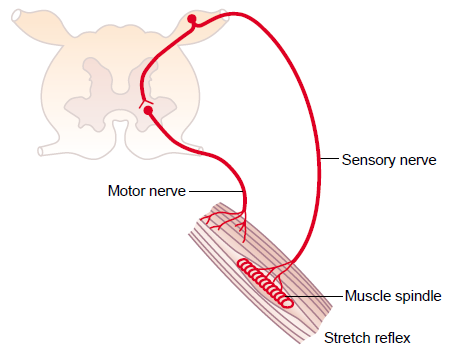 Sensory nerve
Motor nerve
Muscle spindle
Stretch reflex